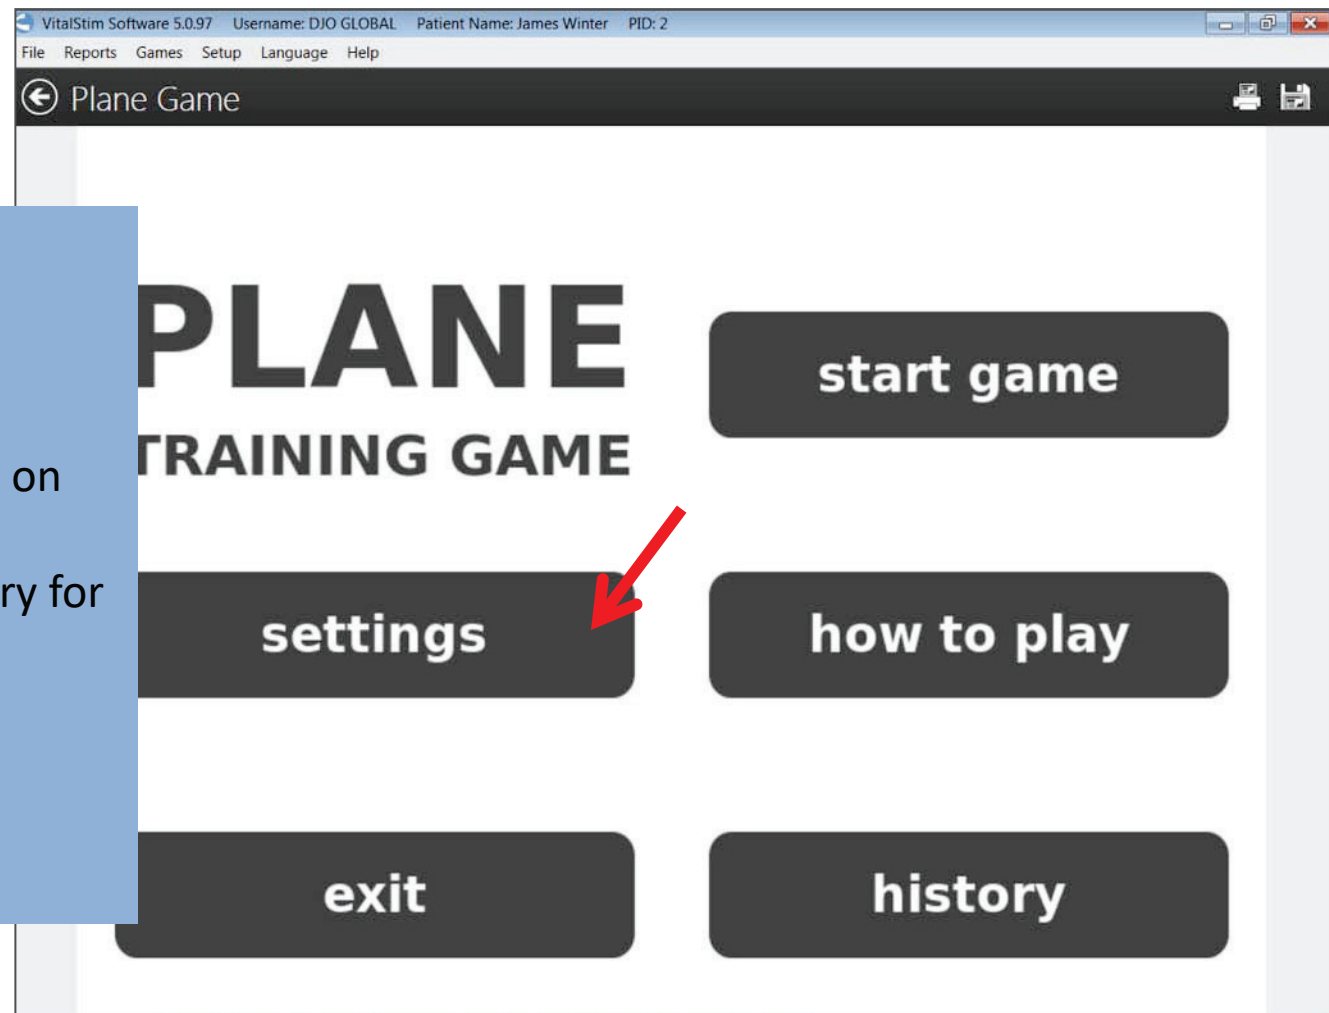 VitalStim Software 5.0.97 Username: DJO GLOBAL Patient Name: James Winter PID: 2
File Reports Games Setup Language Help
Plane Game
PLANE
TRAINING GAME
start game
on
ry for
settings
how to play
exit
history